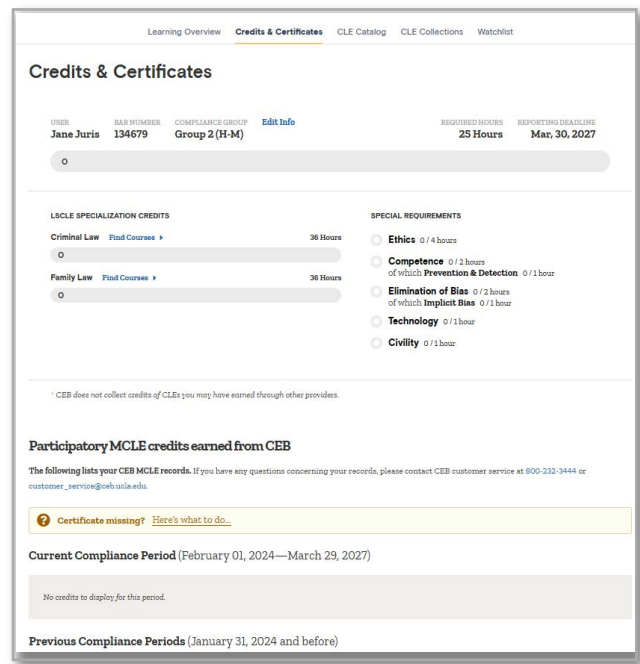 Learning Overview Credits & Certificates CLE Catalog CLE Collections Watchlist
Credits & Certificates
USER BAR NUMBER COMPLIANCE GROUP Edit Info REQUIRED HOURS REPORTING DEADLINE
Jane Juris 134679 Group 2 (H-M) 25 Hours Mar, 30, 2027
0
LSCLE SPECIALIZATION CREDITS
Criminal Law Find Courses 36 Hours
0
Family Law Find Courses 36 Hours
0
SPECIAL REQUIREMENTS
Ethics 0 / 4 hours
Competence 0 / 2 hours
of which Prevention & Detection 0 / 1 hour
Elimination of Bias 0 / 2 hours
of which Implicit Bias 0 / 1 hour
Technology 0 / 1 hour
Civility 0 / 1 hour
* CEB does not collect credits of CLEs you may have earned through other providers.
Participatory MCLE credits earned from CEB
The following lists your CEB MCLE records. If you have any questions concerning your records, please contact CEB customer service at 800-232-3444 or
customer_service@ceb.ucla.edu.
? Certificate missing? Here's what to do...
Current Compliance Period (February 01, 2024—March 29, 2027)
No credits to display for this period.
Previous Compliance Periods (January 31, 2024 and before)